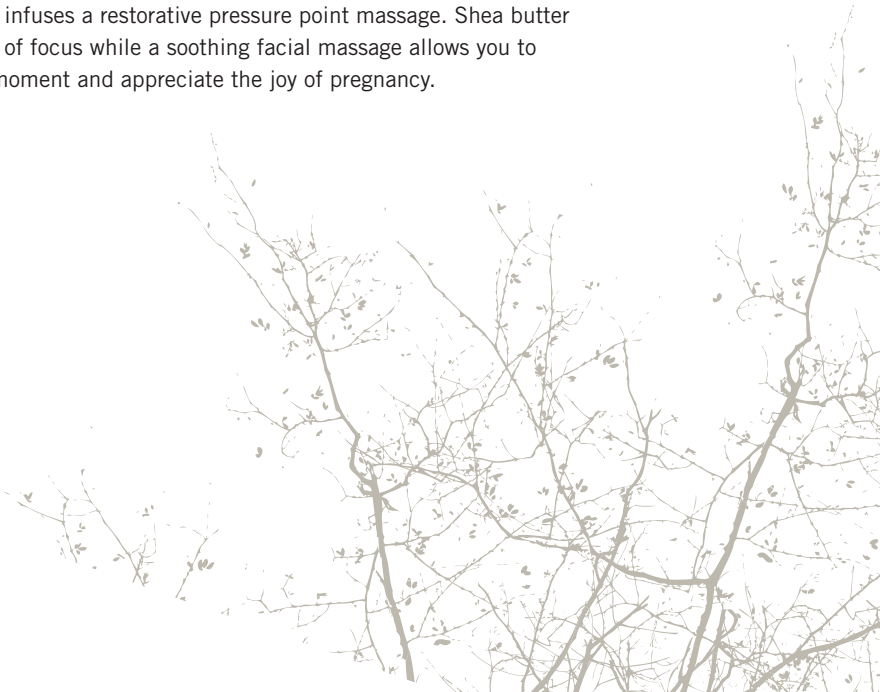 infuses a restorative pressure point massage. Shea butter
of focus while a soothing facial massage allows you to
moment and appreciate the joy of pregnancy.